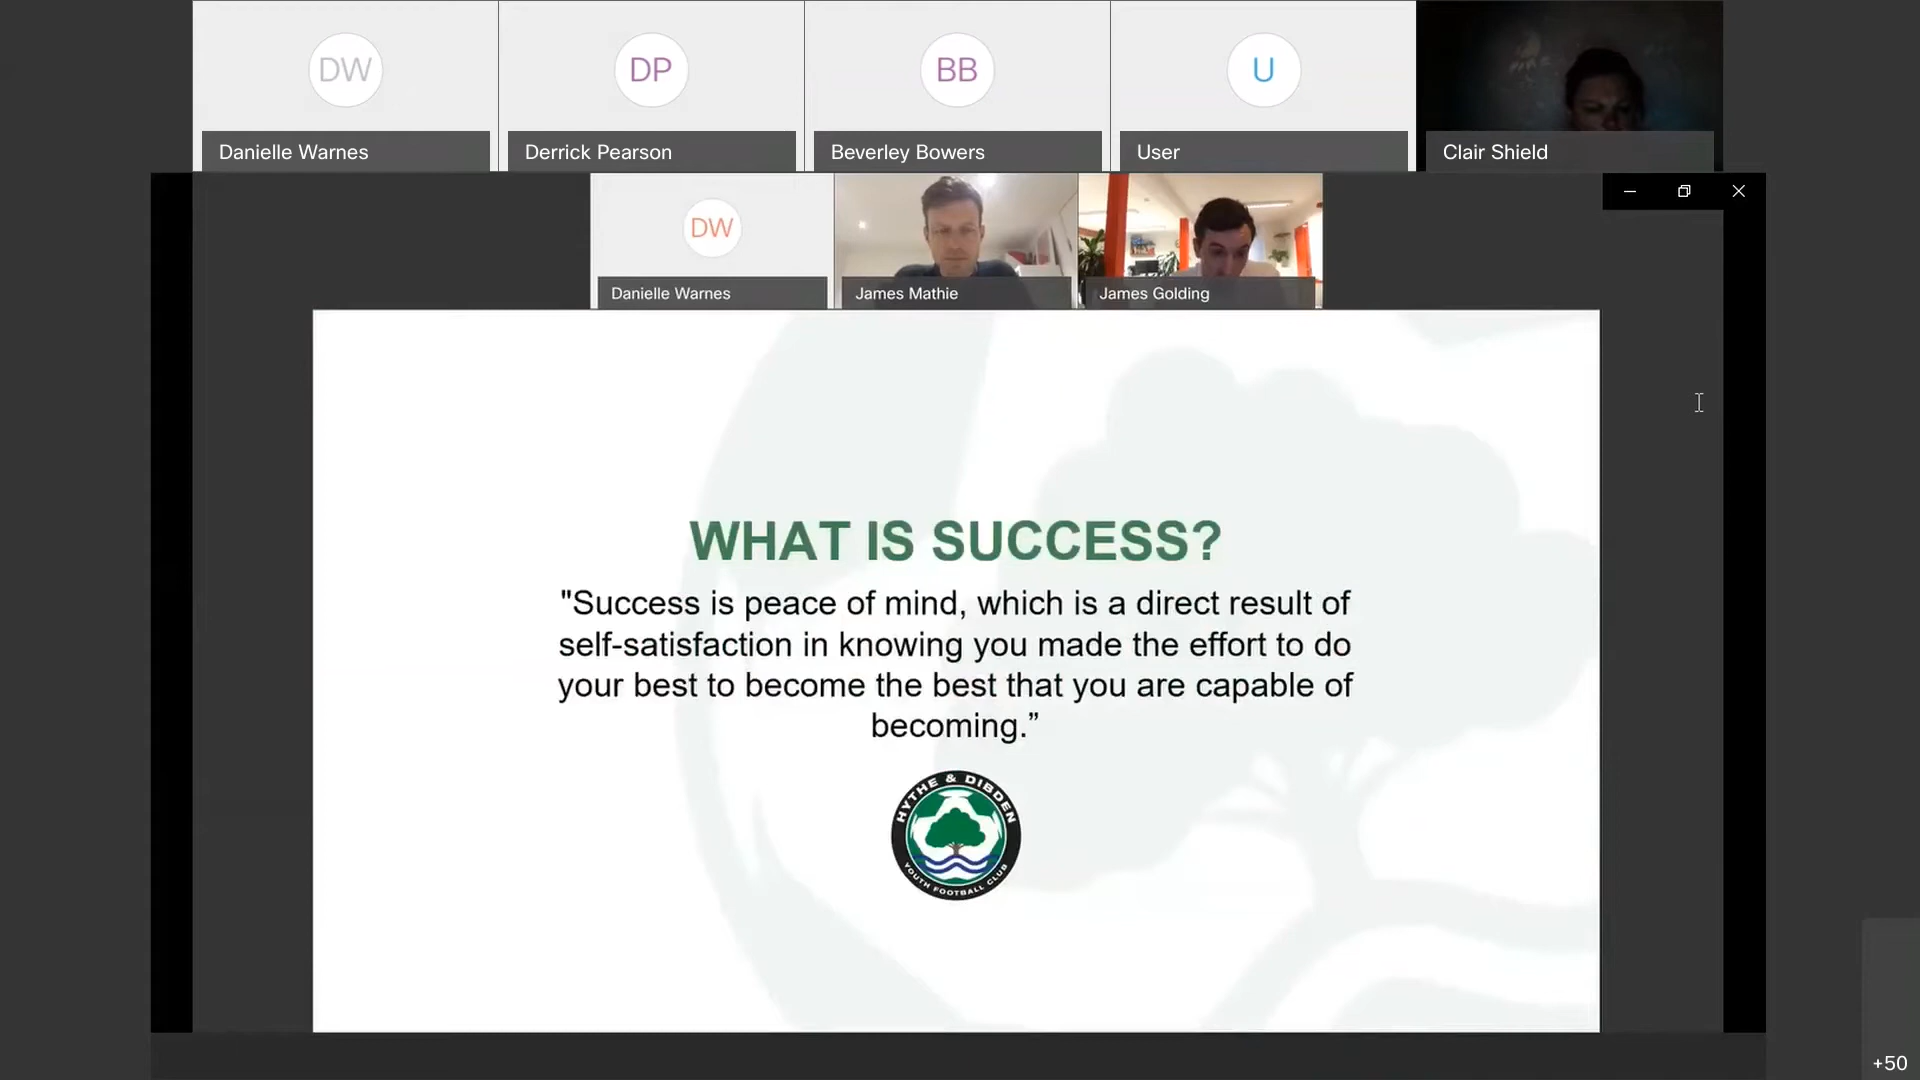 DW
DP
BB
U
Danielle Warnes
Derrick Pearson
Beverley Bowers
User
Clair Shield
DW
Danielle Warnes
James Mathie
James Golding
WHAT IS SUCCESS?
"Success is peace of mind, which is a direct result of
self-satisfaction in knowing you made the effort to do
your best to become the best that you are capable of
becoming.”
HYTHE & DIBDEN
YOUTH FOOTBALL CLUB
+50